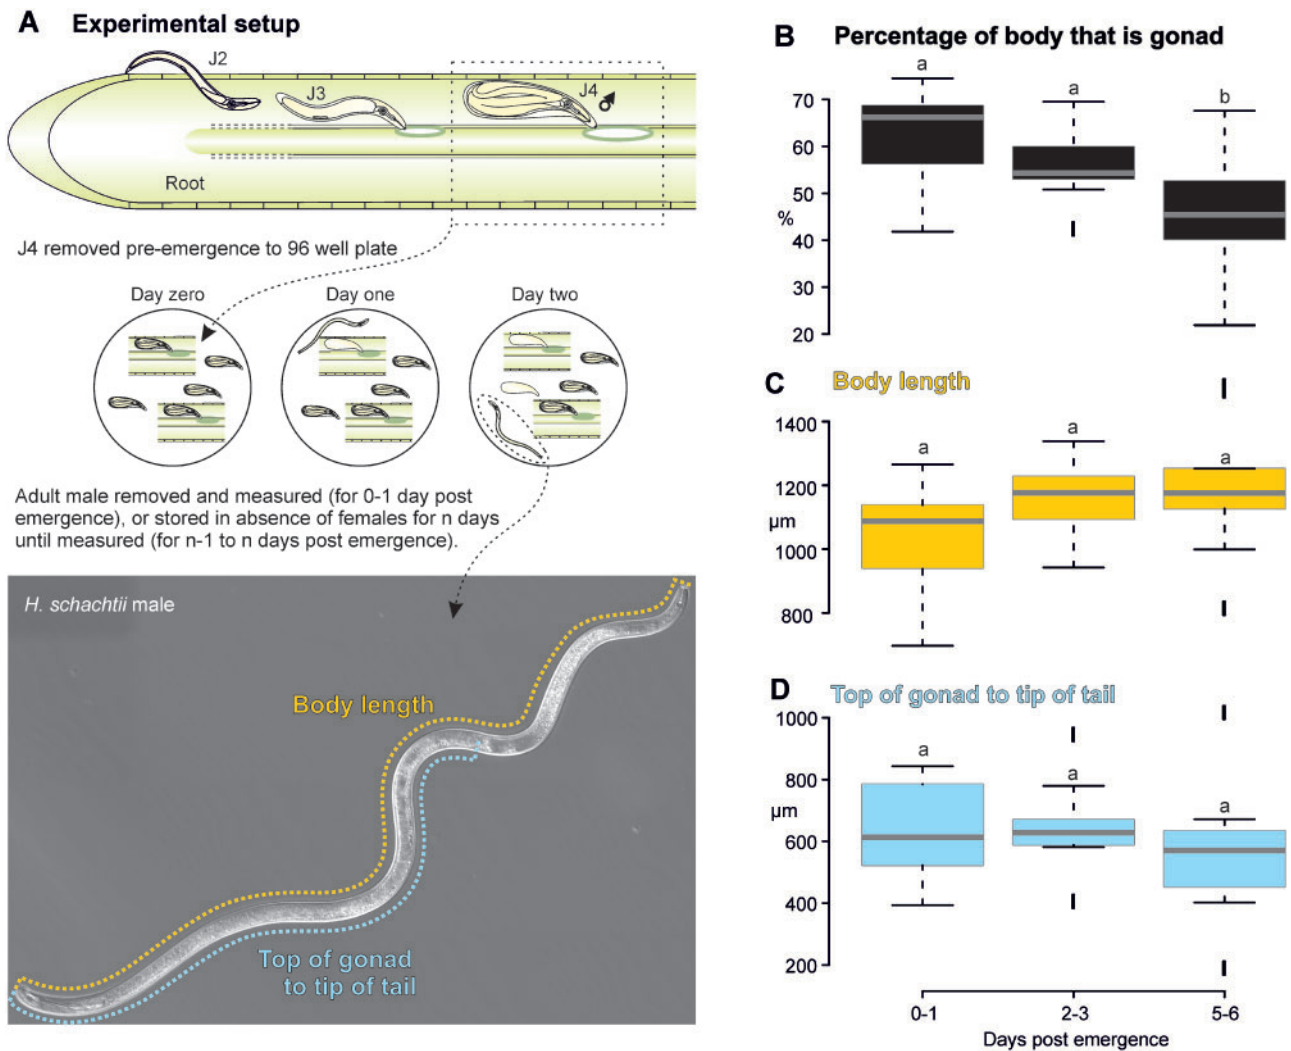 A Experimental setup
J2
J3
J4
♂
Root
J4 removed pre-emergence to 96 well plate
Day zero
Day one
Day two
Adult male removed and measured (for 0-1 day post
emergence), or stored in absence of females for n days
until measured (for n-1 to n days post emergence).
H. schachtii male
Body length
Top of gonad
to tip of tail
B Percentage of body that is gonad
a
a
b
70
60
50
%
40
30
20
C Body length
1400
a
a
a
1200
µm
1000
800
D Top of gonad to tip of tail
1000
a
a
a
800
µm
600
400
200
0-1
2-3
5-6
Days post emergence